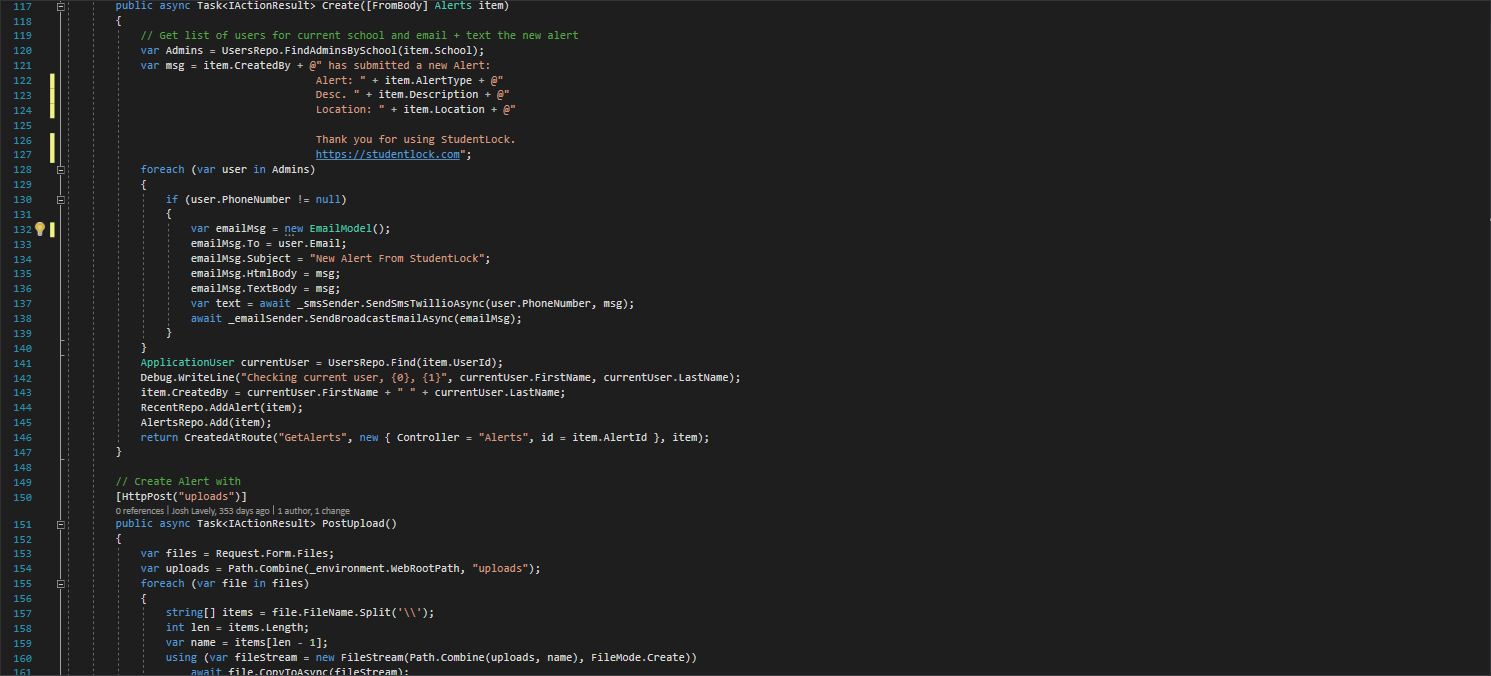 117 public async Task<IActionResult> Create([FromBody] Alerts item)
118 {
119 // Get list of users for current school and email + text the new alert
120 var Admins = UsersRepo.FindAdminsBySchool(item.School);
121 var msg = item.CreatedBy + @" has submitted a new Alert:
122 Alert: " + item.AlertType + @"
123 Desc. " + item.Description + @"
124 Location: " + item.Location + @"
125
126 Thank you for using StudentLock.
127 https://studentlock.com";
128 foreach (var user in Admins)
129 {
130 if (user.PhoneNumber != null)
131 {
132 var emailMsg = new EmailModel();
133 emailMsg.To = user.Email;
134 emailMsg.Subject = "New Alert From StudentLock";
135 emailMsg.HtmlBody = msg;
136 emailMsg.TextBody = msg;
137 var text = await _smsSender.SendSmsTwillioAsync(user.PhoneNumber, msg);
138 await _emailSender.SendBroadcastEmailAsync(emailMsg);
139 }
140 }
141 ApplicationUser currentUser = UsersRepo.Find(item.UserId);
142 Debug.WriteLine("Checking current user, {0}, {1}", currentUser.FirstName, currentUser.LastName);
143 item.CreatedBy = currentUser.FirstName + " " + currentUser.LastName;
144 RecentRepo.AddAlert(item);
145 AlertsRepo.Add(item);
146 return CreatedAtRoute("GetAlerts", new { Controller = "Alerts", id = item.AlertId }, item);
147 }
148
149 // Create Alert with
150 [HttpPost("uploads")]
0 references | Josh Lavely, 353 days ago | 1 author, 1 change
151 public async Task<IActionResult> PostUpload()
152 {
153 var files = Request.Form.Files;
154 var uploads = Path.Combine(_environment.WebRootPath, "uploads");
155 foreach (var file in files)
156 {
157 string[] items = file.FileName.Split('\\');
158 int len = items.Length;
159 var name = items[len - 1];
160 using (var fileStream = new FileStream(Path.Combine(uploads, name), FileMode.Create))
161 await file.CopyToAsync(fileStream);